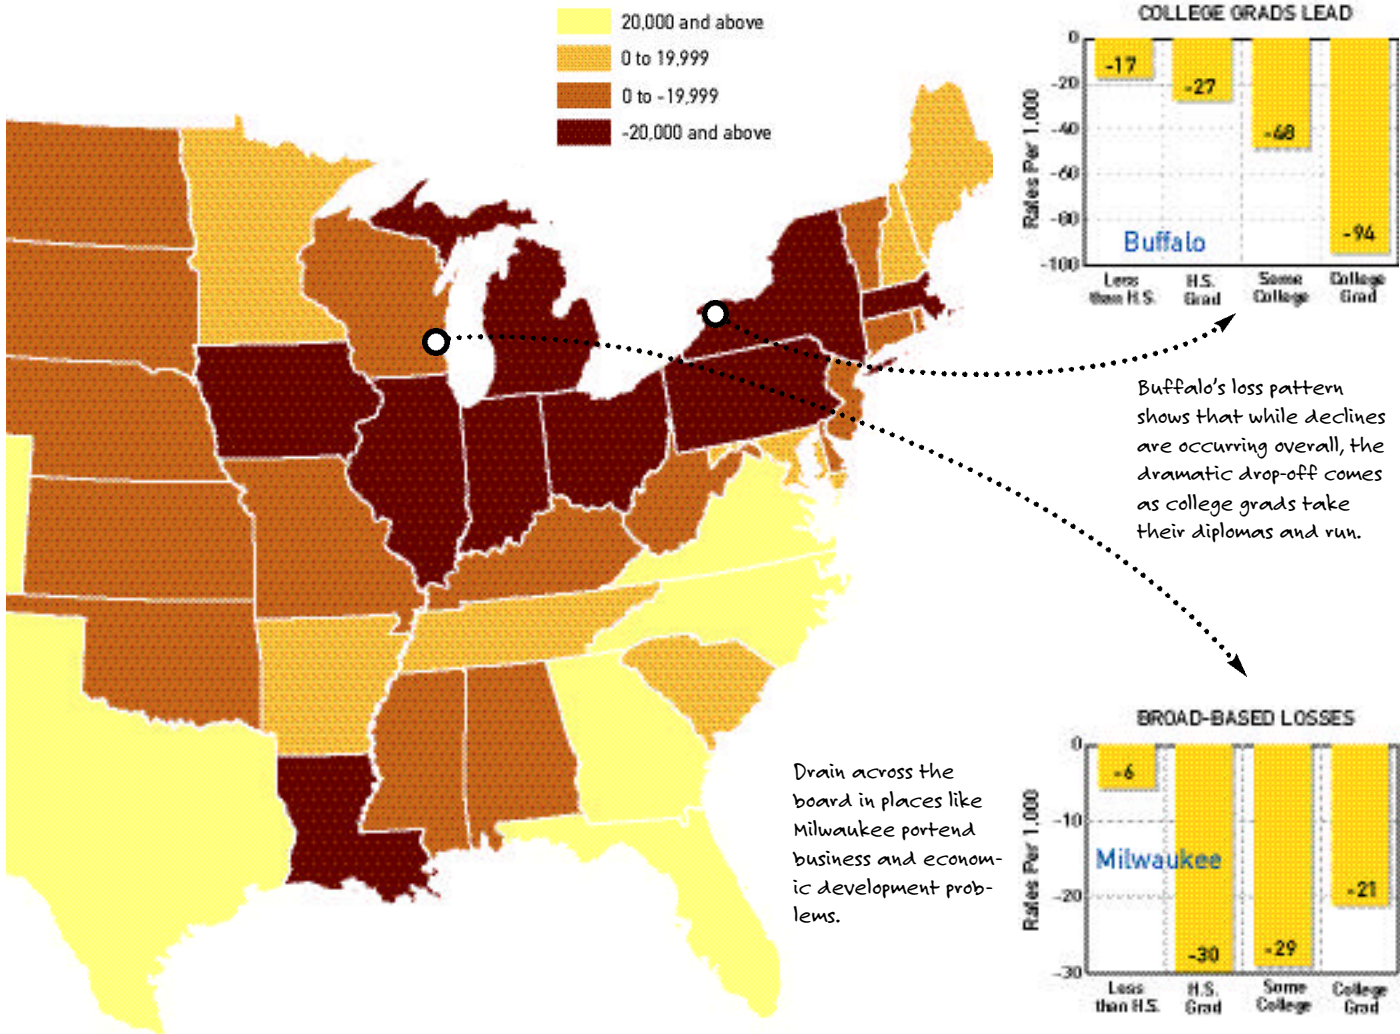 20,000 and above
0 to 19,999
0 to -19,999
-20,000 and above
COLLEGE GRADS LEAD
Rates Per 1,000
0
-20
-40
-60
-80
-100
-17
-27
-48
-94
Buffalo
Less than H.S.
H.S. Grad
Some College
College Grad
Buffalo's loss pattern
shows that while declines
are occurring overall, the
dramatic drop-off comes
as college grads take
their diplomas and run.
Drain across the
board in places like
Milwaukee portend
business and econom-
ic development prob-
lems.
BROAD-BASED LOSSES
Rates Per 1,000
0
-10
-20
-30
-6
-30
-29
-21
Milwaukee
Less than H.S.
H.S. Grad
Some College
College Grad